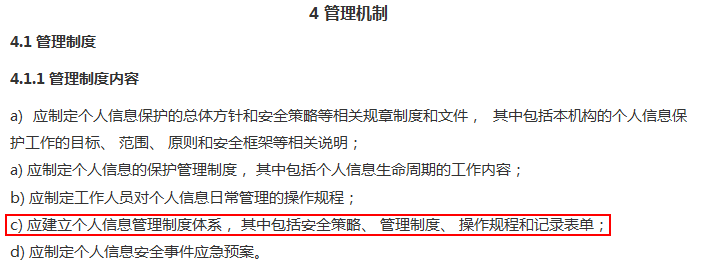 4 管理机制
4.1 管理制度
4.1.1 管理制度内容
a) 应制定个人信息保护的总体方针和安全策略等相关规章制度和文件， 其中包括本机构的个人信息保
护工作的目标、 范围、 原则和安全框架等相关说明；
a) 应制定个人信息的保护管理制度，其中包括个人信息生命周期的工作内容；
b) 应制定工作人员对个人信息日常管理的操作规程；
c) 应建立个人信息管理制度体系， 其中包括安全策略、 管理制度、 操作规程和记录表单；
d) 应制定个人信息安全事件应急预案。